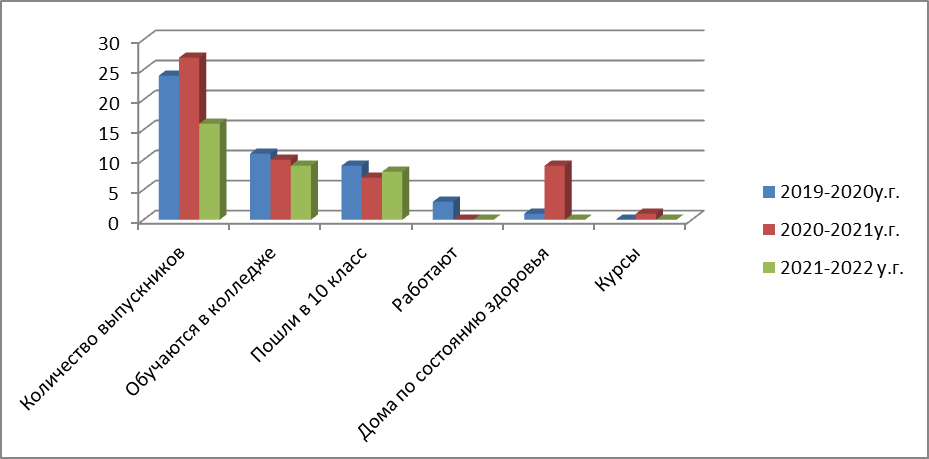 30
25
20
15
10
5
0
Количество выпускников
Обучаются в колледже
Пошли в 10 класс
Работают
Дома по состоянию здоровья
Курсы
2019-2020у.г.
2020-2021у.г.
2021-2022 у.г.